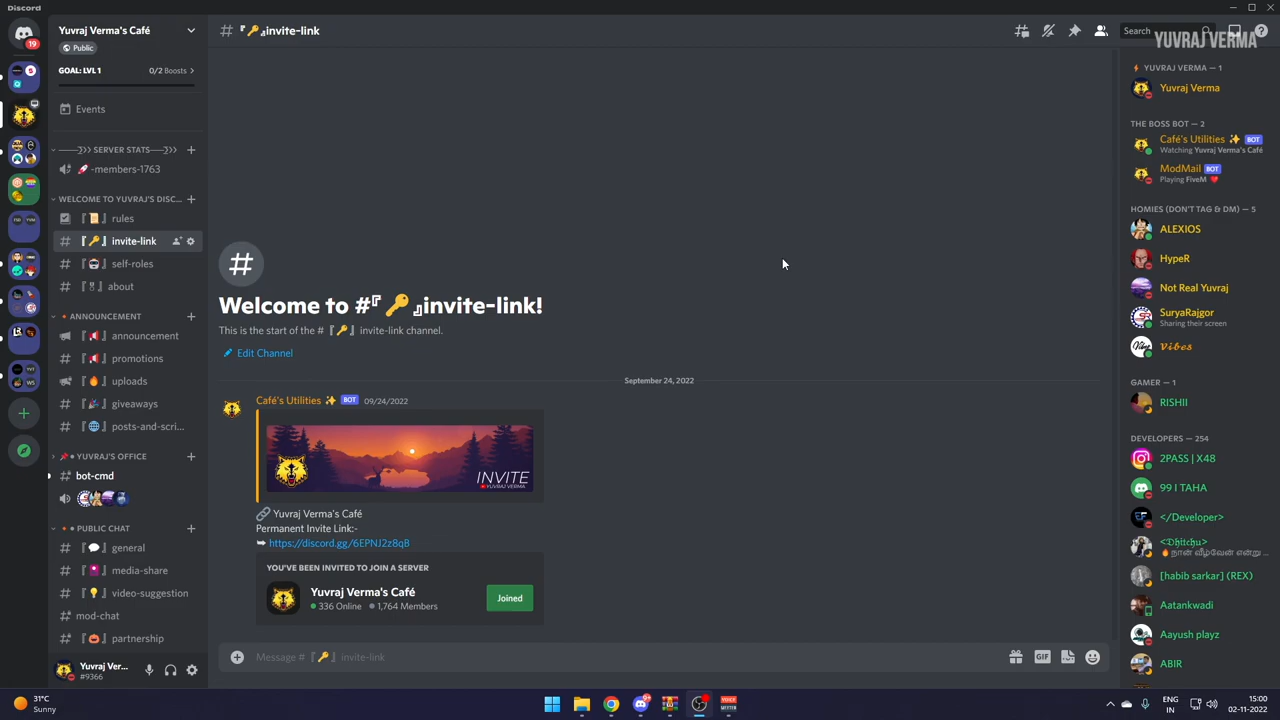 Discord
Yuvraj Verma's Café
Public
GOAL: LVL 1 0/2 Boosts >
Events
SERVER STATS
-members-1763
WELCOME TO YUVRAJ'S DISC...
『📜』rules
『🔑』invite-link
『🤖』self-roles
『🎖』about
🔸ANNOUNCEMENT
『📢』announcement
『📢』promotions
『🔥』uploads
『🎉』giveaways
『🌐』posts-and-scri...
📌• YUVRAJ'S OFFICE
bot-cmd
🔸• PUBLIC CHAT
『💬』general
『📱』media-share
『💡』video-suggestion
mod-chat
『🎃』partnership
Yuvraj Ver...
#9366
19
# 『🔑』invite-link
Search
YUVRAJ VERMA
Welcome to #『🔑』invite-link!
This is the start of the # 『🔑』 invite-link channel.
Edit Channel
September 24, 2022
Café's Utilities ✨ BOT 09/24/2022
INVITE
YUVRAJ VERMA
🔗 Yuvraj Verma's Café
Permanent Invite Link:-
➥ https://discord.gg/6EPNJ2z8qB
YOU'VE BEEN INVITED TO JOIN A SERVER
Yuvraj Verma's Café
336 Online 1,764 Members
Joined
Message # 『🔑』 invite-link
GIF
YUVRAJ VERMA — 1
Yuvraj Verma
THE BOSS BOT — 2
Café's Utilities ✨ BOT
Watching Yuvraj Verma's Café
ModMail BOT
Playing FiveM ❤️
HOMIES (DON'T TAG & DM) — 5
ALEXIOS
HypeR
Not Real Yuvraj
SuryaRajgor
Sharing their screen
𝓥𝓲𝓫𝓮𝓼
GAMER — 1
RISHII
DEVELOPERS — 254
2PASS | X48
99 I TAHA
</Developer>
<𝔇𝔥𝔦𝔱𝔠𝔥𝔲>
🔥நான் வீழ்வேன் என்று ...
[habib sarkar] (REX)
Aatankwadi
Aayush playz
ABIR
31°C
Sunny
ENG
IN
15:00
02-11-2022